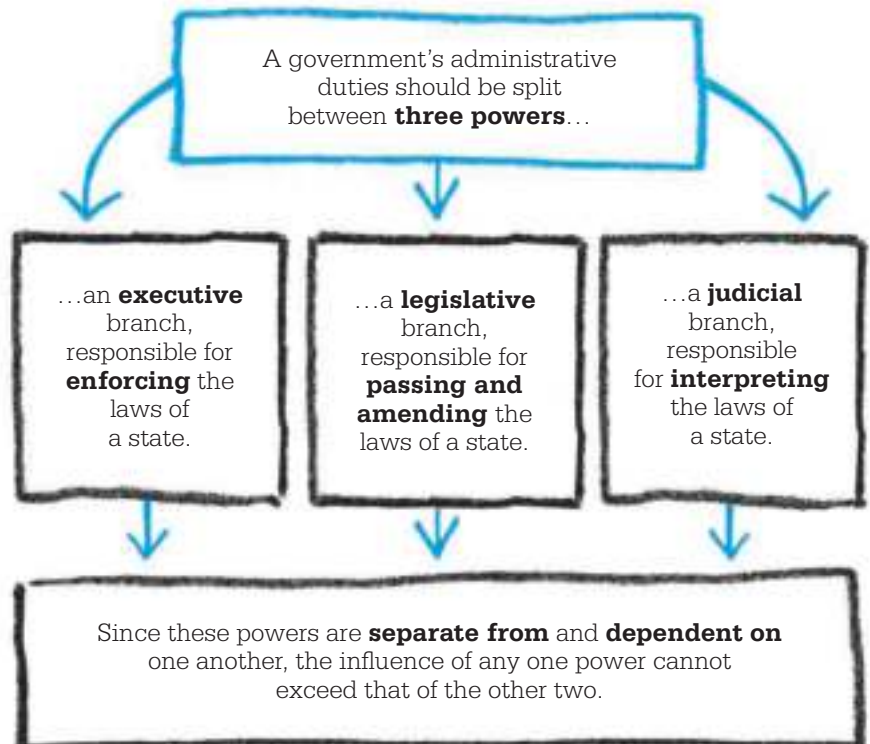 A government's administrative
duties should be split
between three powers…
…an executive
branch,
responsible for
enforcing the
laws of
a state.
…a legislative
branch,
responsible for
passing and
amending the
laws of a state.
…a judicial
branch,
responsible
for interpreting
the laws of
a state.
Since these powers are separate from and dependent on
one another, the influence of any one power cannot
exceed that of the other two.